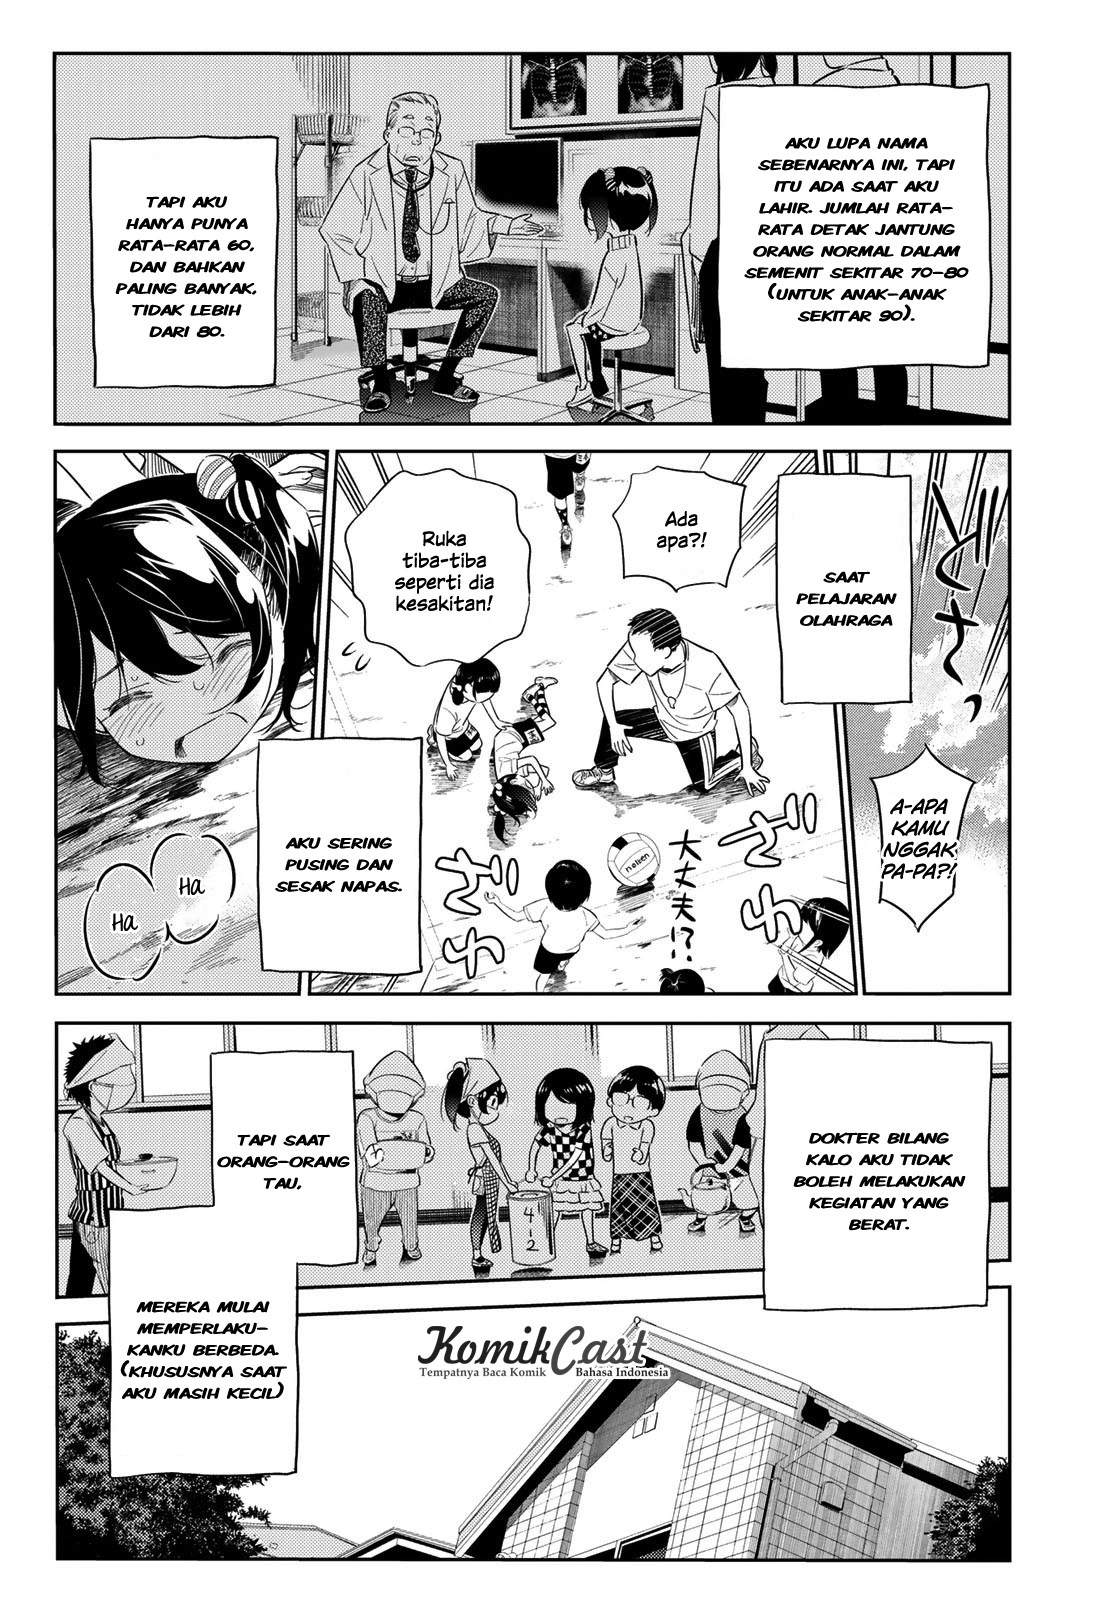 AKU LUPA NAMA
SEBENARNYA INI, TAPI
ITU ADA SAAT AKU
LAHIR. JUMLAH RATA-
RATA DETAK JANTUNG
ORANG NORMAL DALAM
SEMENIT SEKITAR 70-80
(UNTUK ANAK-ANAK
SEKITAR 90).
TAPI AKU
HANYA PUNYA
RATA-RATA 60,
DAN BAHKAN
PALING BANYAK,
TIDAK LEBIH
DARI 80.
どさっ
A-APA
KAMU
NGGAK
PA-PA?!
SAAT
PELAJARAN
OLAHRAGA
Ada
apa?!
Ruka
tiba-tiba
seperti dia
kesakitan!
大丈夫!?
ざわ
ざわ
AKU SERING
PUSING DAN
SESAK NAPAS.
Ha
Ha
DOKTER BILANG
KALO AKU TIDAK
BOLEH MELAKUKAN
KEGIATAN YANG
BERAT.
4-2
TAPI SAAT
ORANG-ORANG
TAU,
MEREKA MULAI
MEMPERLAKU-
KANKU BERBEDA.
(KHUSUSNYA SAAT
AKU MASIH KECIL)
KomikCast
Tempatnya Baca Komik Bahasa Indonesia